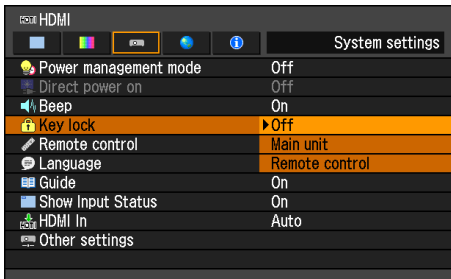 HDMI
System settings
Power management mode Off
Direct power on Off
Beep On
Key lock Off
Main unit
Remote control Remote control
Language
Guide On
Show Input Status On
HDMI In Auto
Other settings